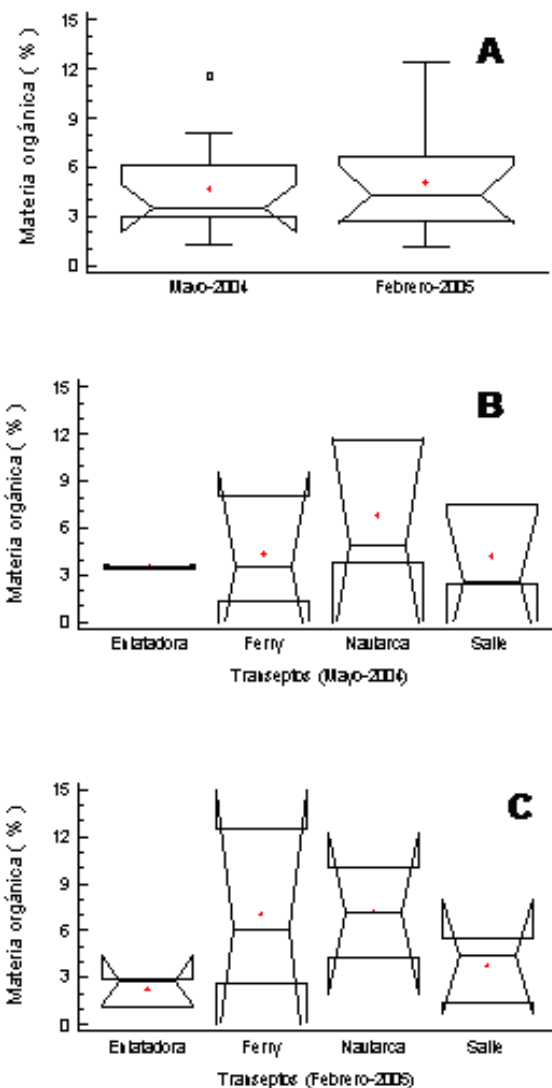 A
Materia orgánica ( % )
15
12
9
6
3
0
Mayo-2004
Febrero-2005
B
Materia orgánica ( % )
15
12
9
6
3
0
Enlatadora
Ferry
Nautarca
Salle
Transeptos (Mayo-2004)
C
Materia orgánica ( % )
15
12
9
6
3
0
Enlatadora
Ferry
Nautarca
Salle
Transeptos (Febrero-2005)